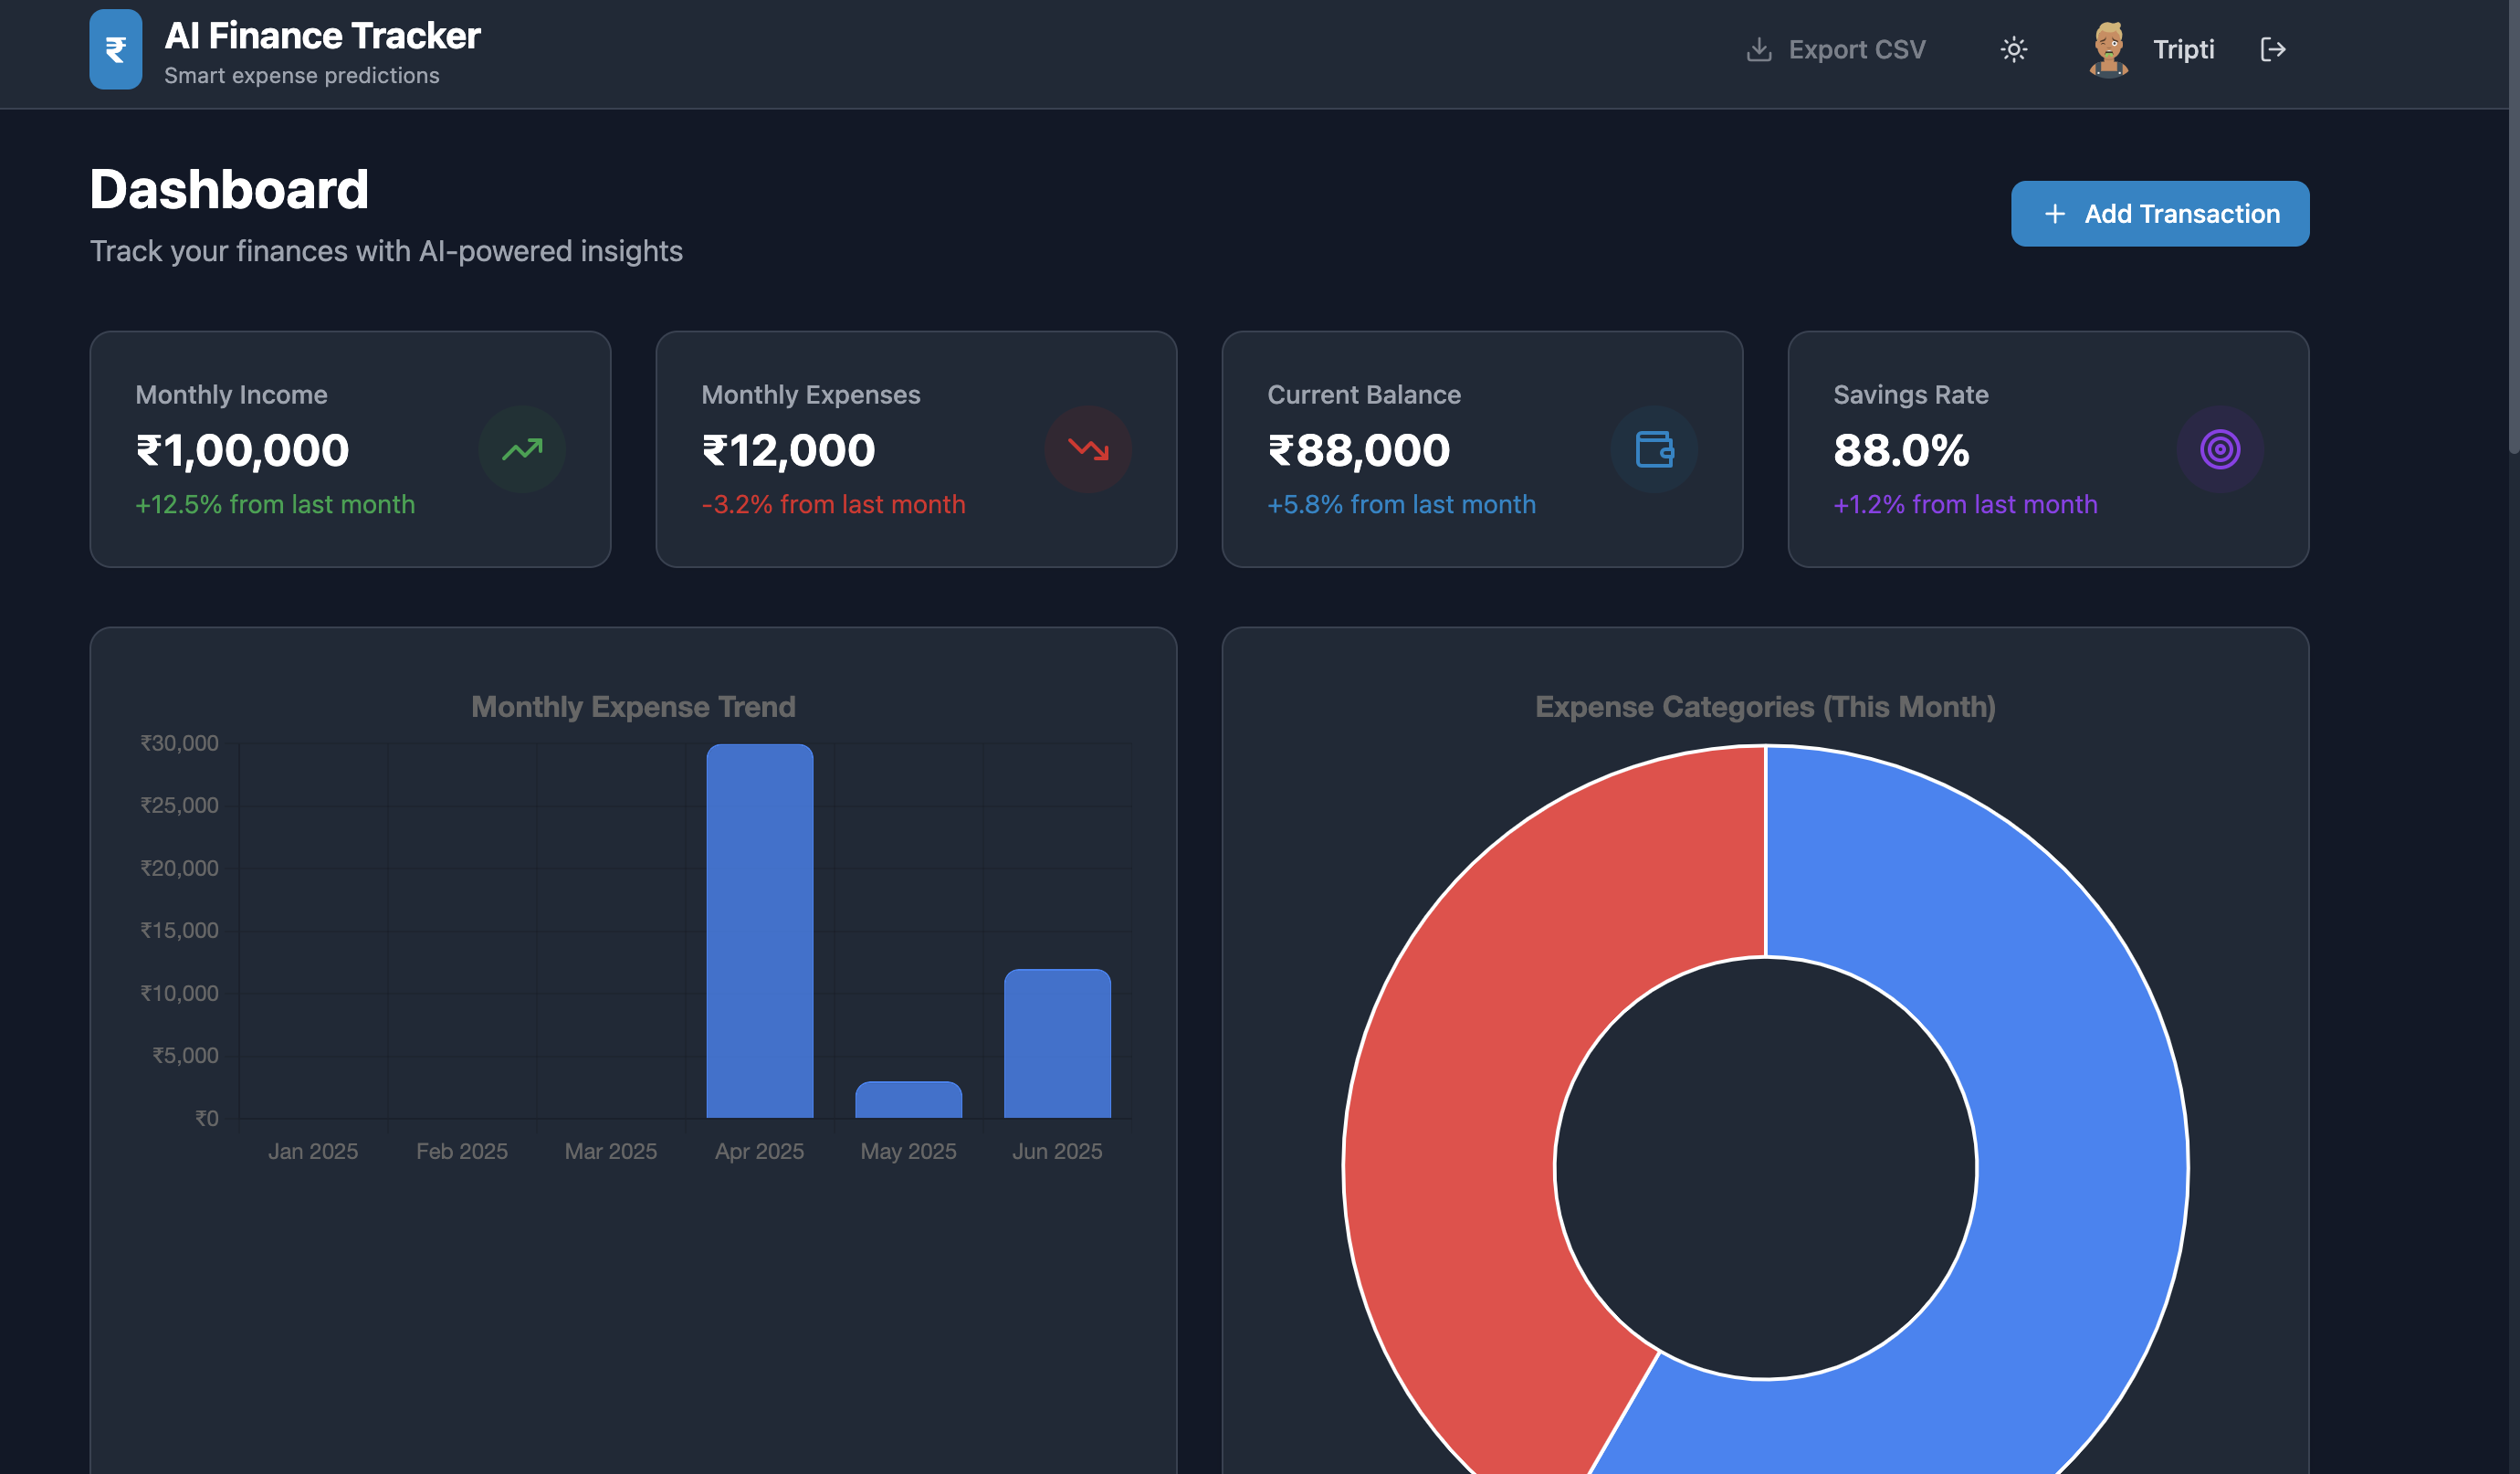 ₹
AI Finance Tracker
Smart expense predictions
Export CSV
Tripti
Dashboard
Track your finances with AI-powered insights
+ Add Transaction
Monthly Income
₹1,00,000
+12.5% from last month
Monthly Expenses
₹12,000
-3.2% from last month
Current Balance
₹88,000
+5.8% from last month
Savings Rate
88.0%
+1.2% from last month
Monthly Expense Trend
₹30,000
₹25,000
₹20,000
₹15,000
₹10,000
₹5,000
₹0
Jan 2025 Feb 2025 Mar 2025 Apr 2025 May 2025 Jun 2025
Expense Categories (This Month)